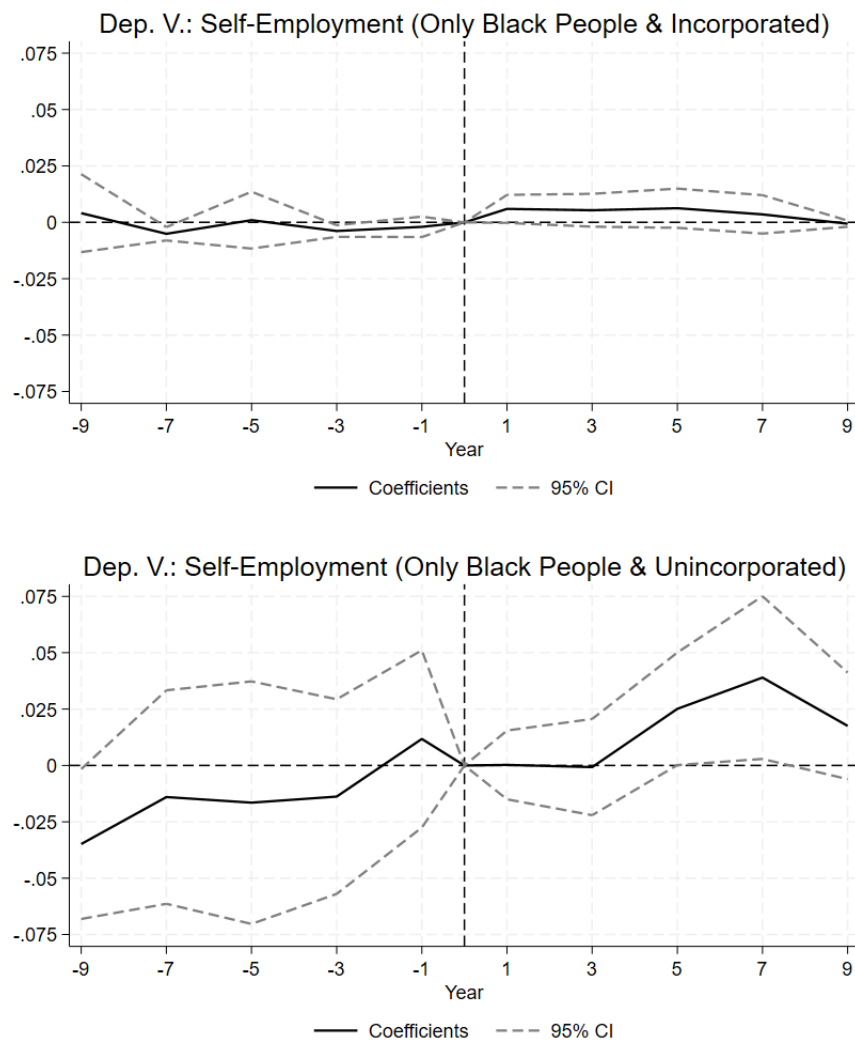 Dep. V.: Self-Employment (Only Black People & Incorporated)
.075
.05
.025
0
-.025
-.05
-.075
-9 -7 -5 -3 -1 1 3 5 7 9
Year
Coefficients 95% CI
Dep. V.: Self-Employment (Only Black People & Unincorporated)
.075
.05
.025
0
-.025
-.05
-.075
-9 -7 -5 -3 -1 1 3 5 7 9
Year
Coefficients 95% CI